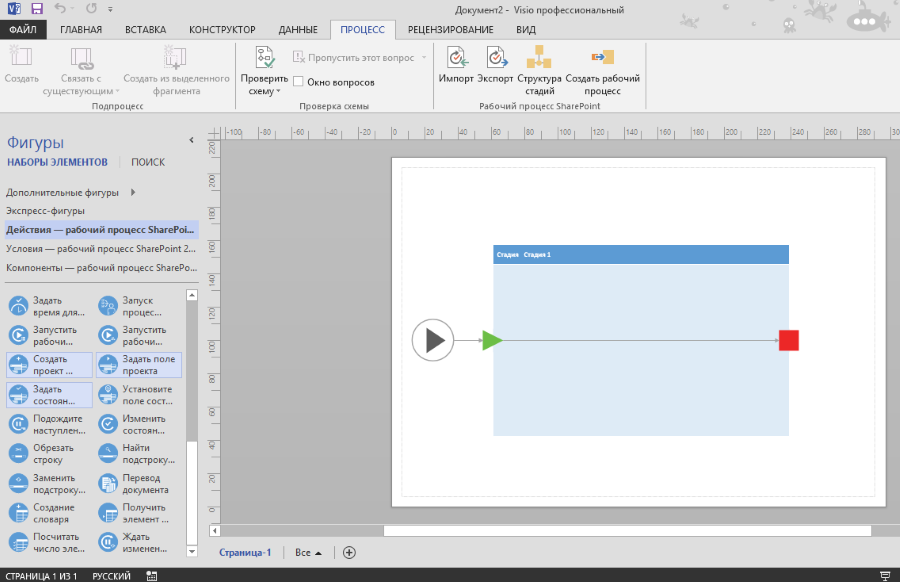 Документ2 - Visio профессиональный
ФАЙЛ ГЛАВНАЯ ВСТАВКА КОНСТРУКТОР ДАННЫЕ ПРОЦЕСС РЕЦЕНЗИРОВАНИЕ ВИД
Создать
Связать с
существующим
Создать из выделенного
фрагмента
Подпроцесс
Проверить
схему
Пропустить этот вопрос
Окно вопросов
Проверка схемы
Импорт
Экспорт
Структура
стадий
Создать рабочий
процесс
Рабочий процесс SharePoint
Фигуры
НАБОРЫ ЭЛЕМЕНТОВ ПОИСК
Дополнительные фигуры
Экспресс-фигуры
Действия — рабочий процесс SharePoi...
Условия — рабочий процесс SharePoint 2...
Компоненты — рабочий процесс SharePo...
Задать
время для...
Запуск
процес...
Запустить
рабочи...
Запустить
рабочи...
Создать
проект ...
Задать поле
проекта
Задать
состоян...
Установите
поле сост...
Подождите
наступлен...
Изменить
состоян...
Обрезать
строку
Найти
подстроку...
Заменить
подстроку...
Перевод
документа
Создание
словаря
Получить
элемент ...
Посчитать
число эле...
Ждать
изменен...
-100 -80 -60 -40 -20 0 20 40 60 80 100 120 140 160 180 200 220 240 260 280 300
220
200
180
160
140
120
100
80
60
40
20
0
Стадия Стадия 1
Страница-1 Все
СТРАНИЦА 1 ИЗ 1 РУССКИЙ